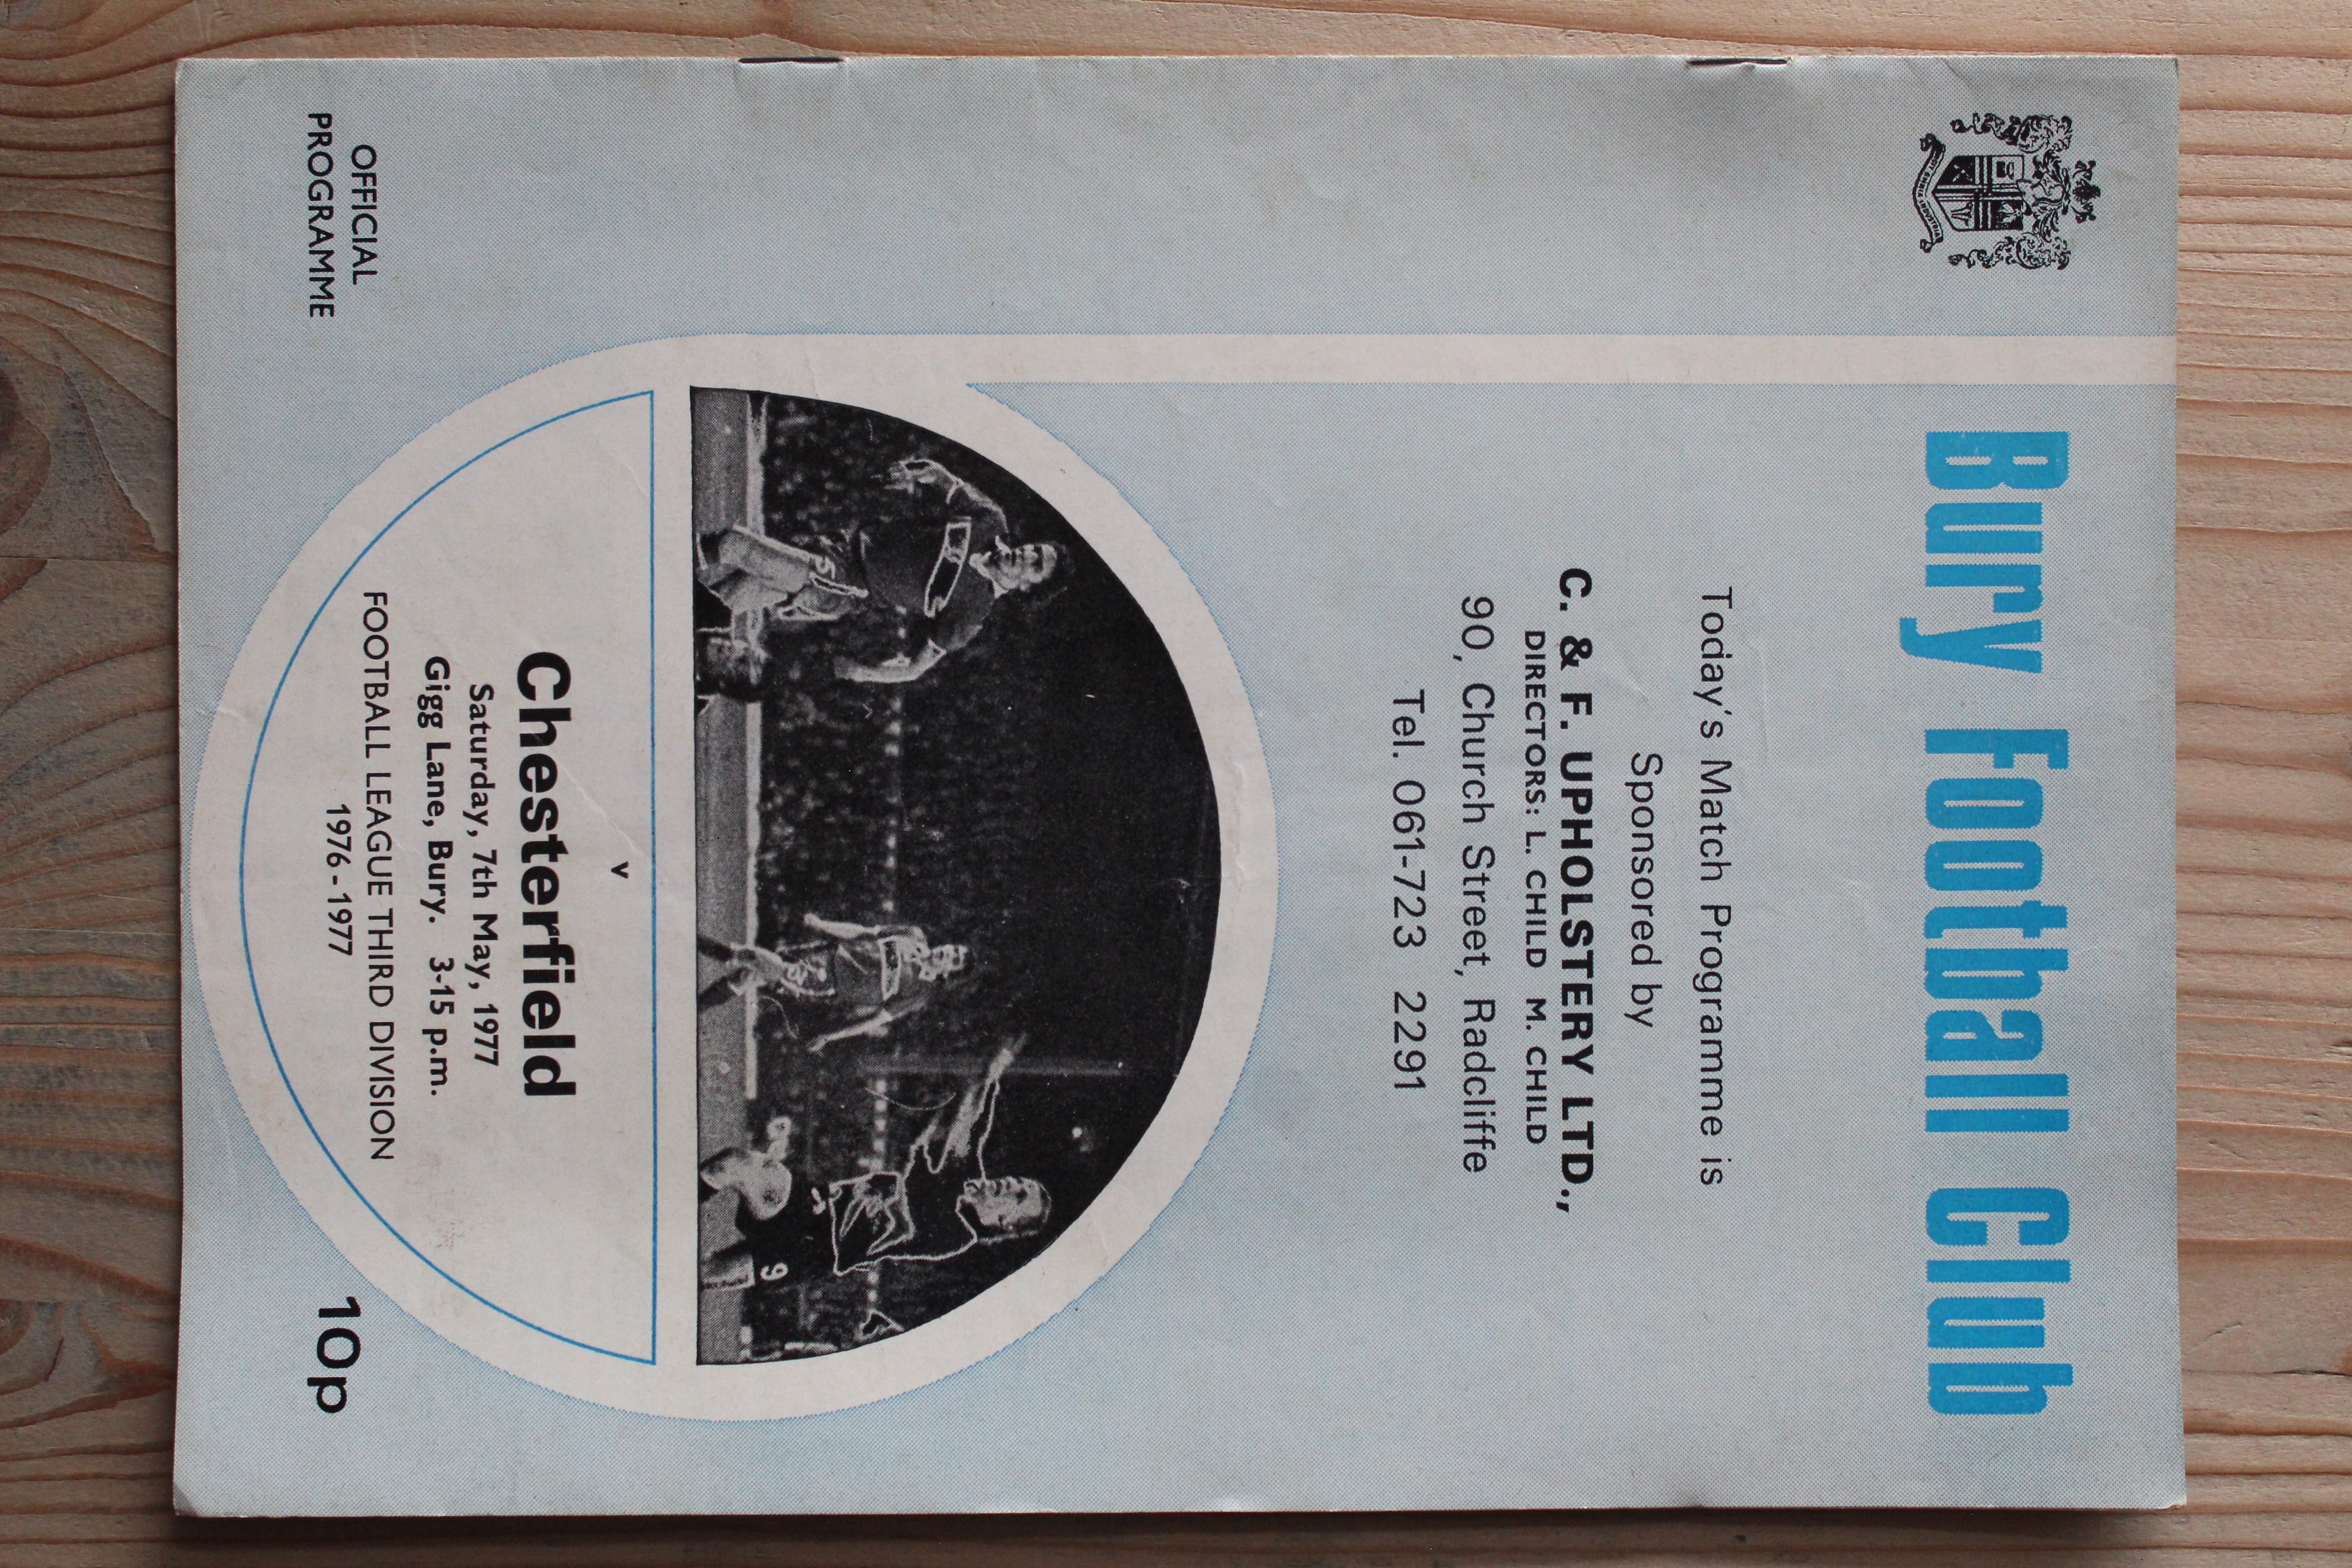 Bury Football Club
Today's Match Programme is
Sponsored by
C. & F. UPHOLSTERY LTD.,
DIRECTORS: L. CHILD M. CHILD
90, Church Street, Radcliffe
Tel. 061-723 2291
5
9
v
Chesterfield
Saturday, 7th May, 1977
Gigg Lane, Bury. 3-15 p.m.
FOOTBALL LEAGUE THIRD DIVISION
1976-1977
OFFICIAL
PROGRAMME
10p